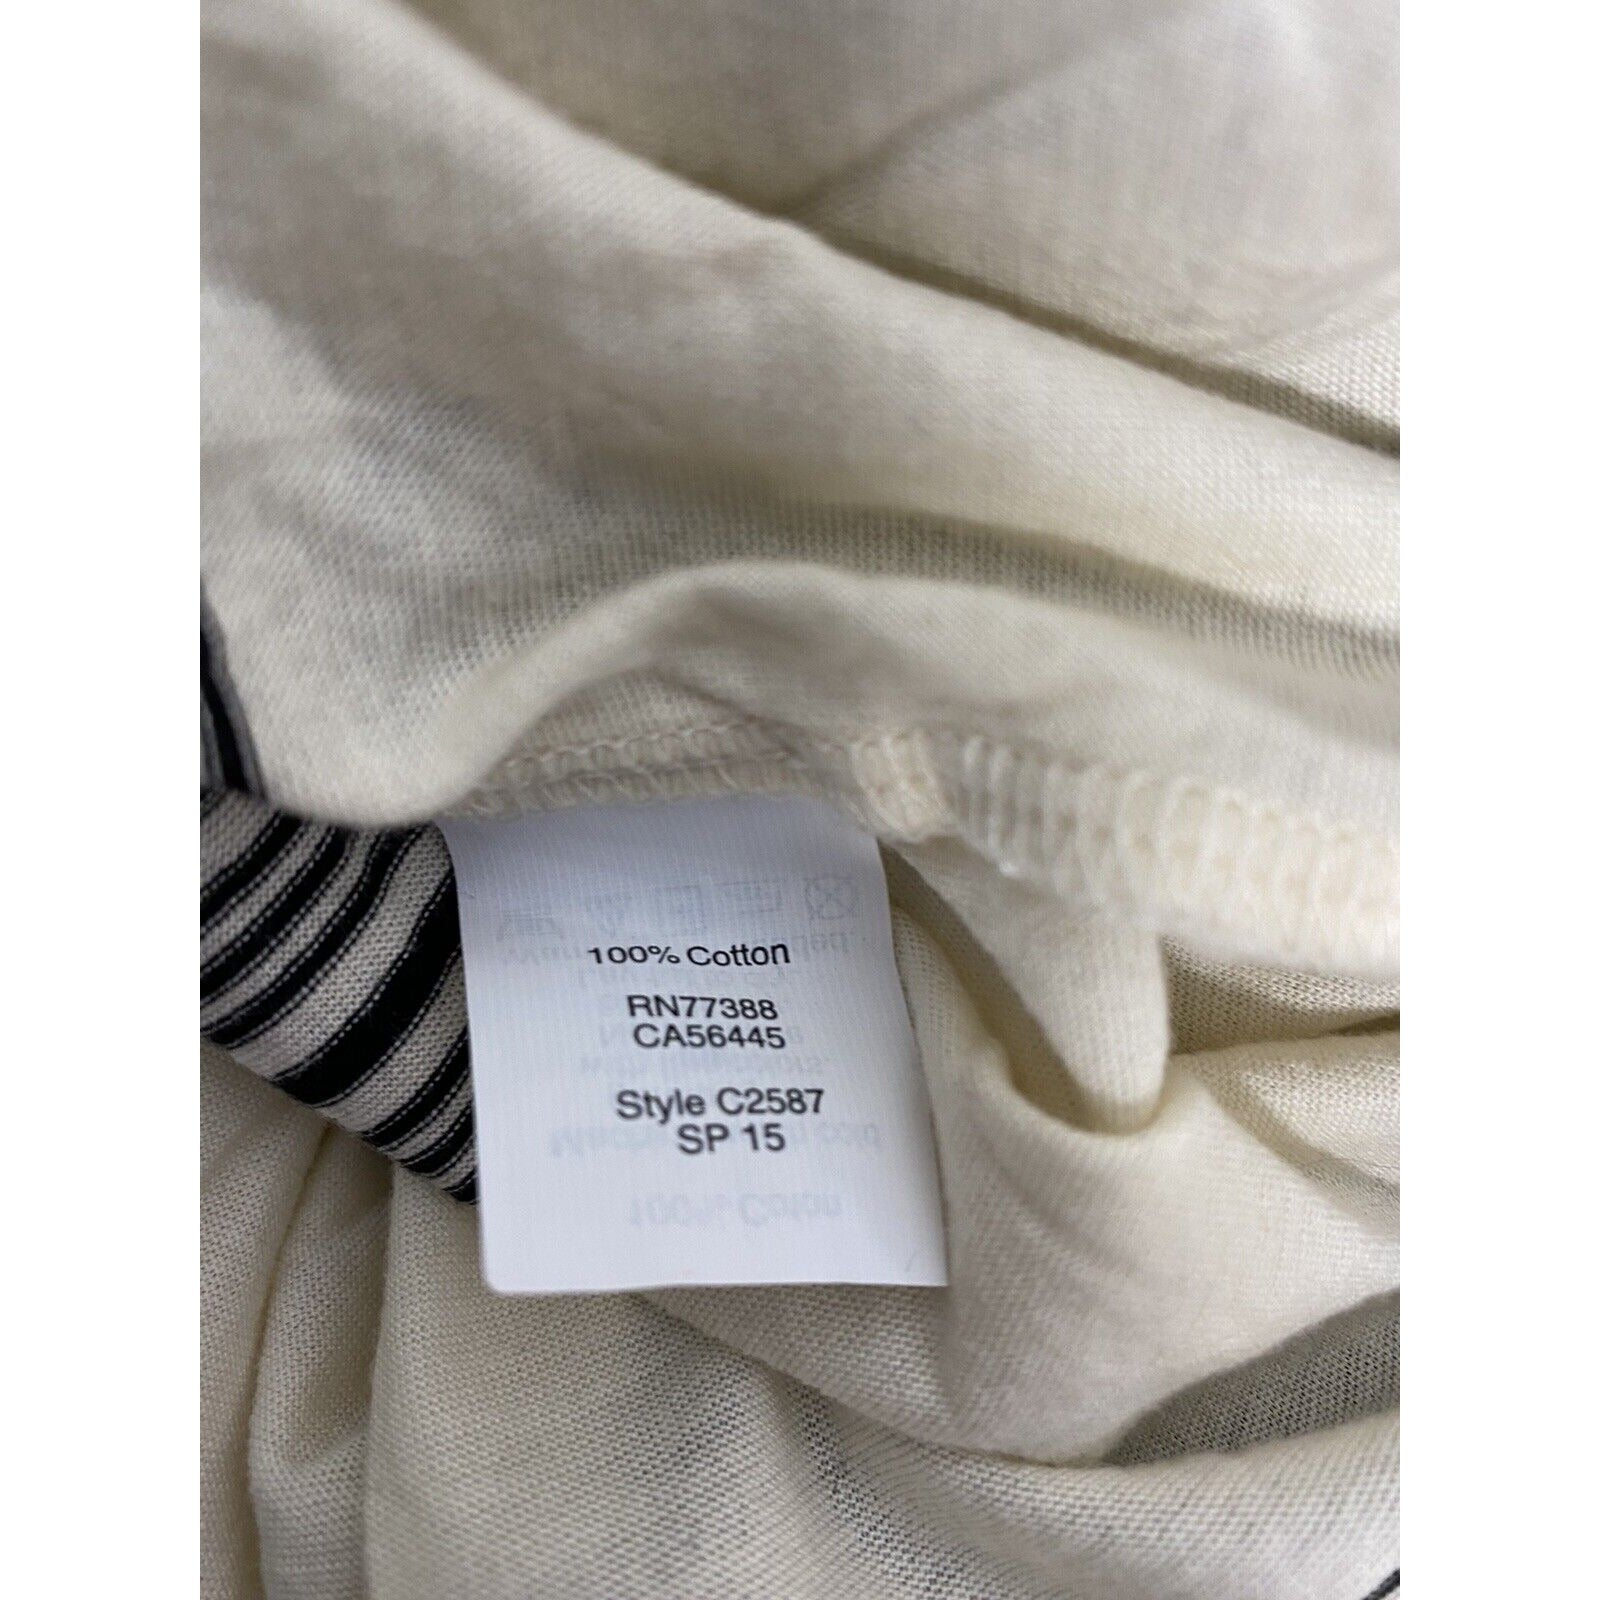 100% Cotton
RN77388
CA56445
Style C2587
SP 15